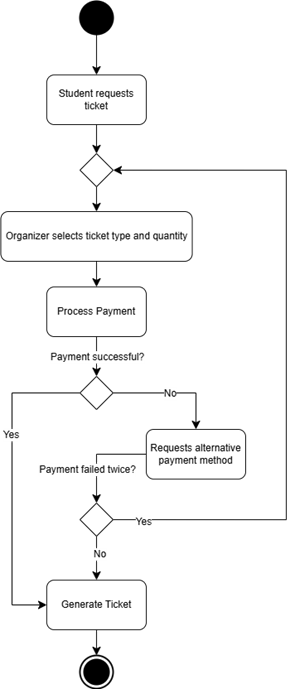 Student requests
ticket
Organizer selects ticket type and quantity
Process Payment
Payment successful?
No
Yes
Requests alternative
payment method
Payment failed twice?
Yes
No
Generate Ticket